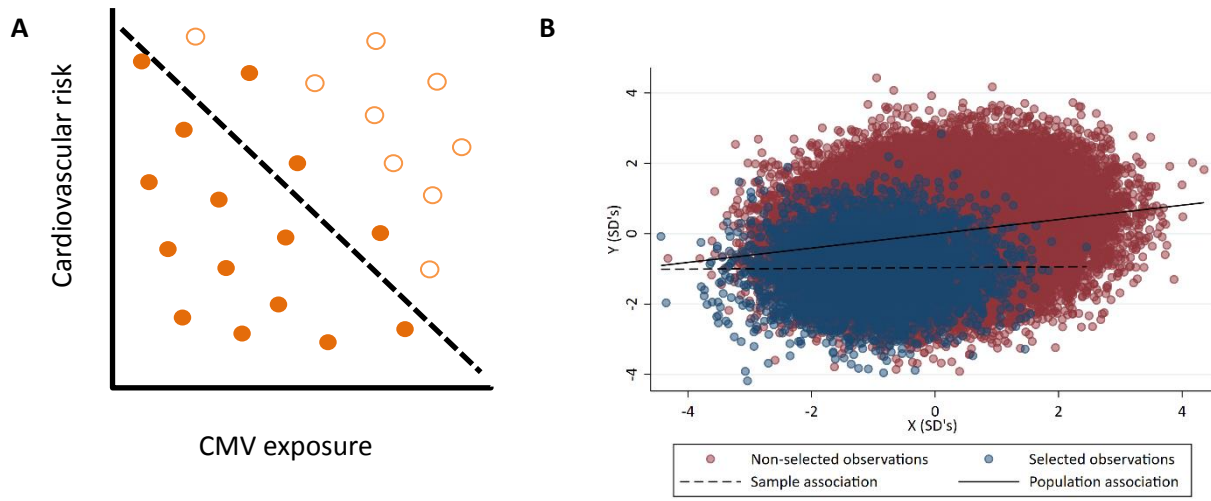 A
Cardiovascular risk
CMV exposure
B
4
2
0
-2
-4
Y (SD's)
-4
-2
0
2
4
X (SD's)
Non-selected observations
Selected observations
Sample association
Population association